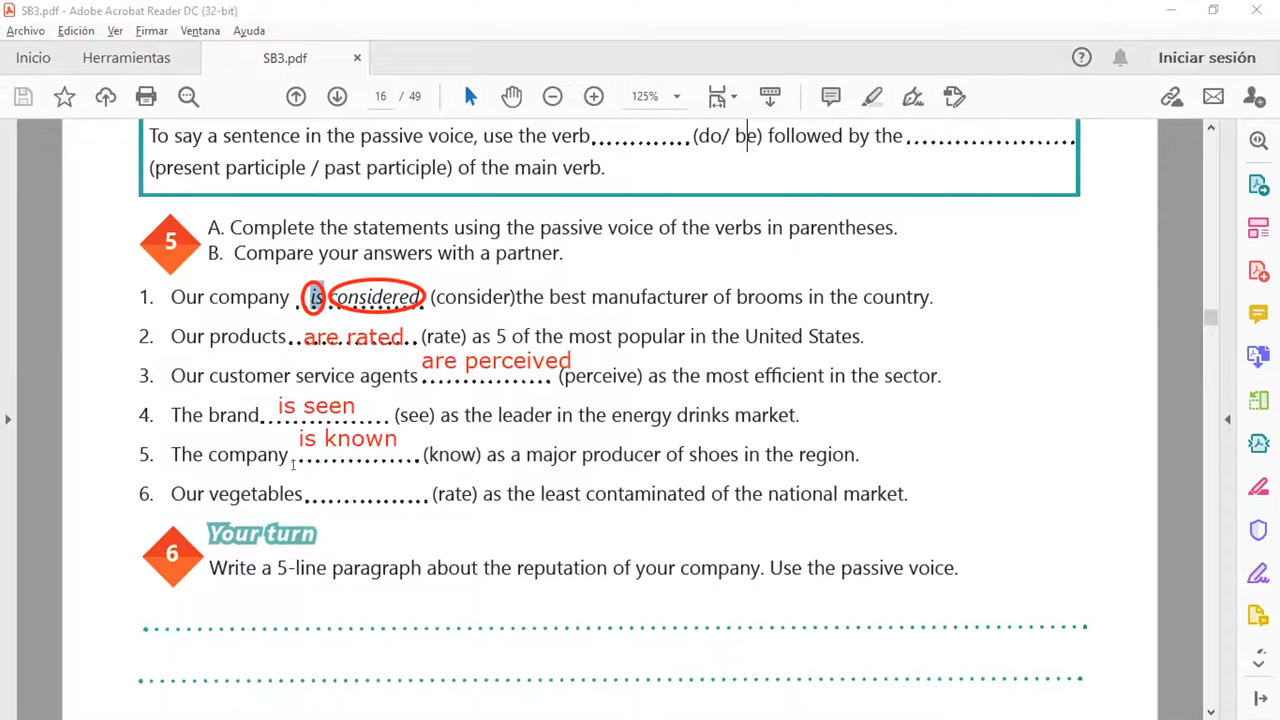 SB3.pdf - Adobe Acrobat Reader DC (32-bit)
Archivo Edición Ver Firmar Ventana Ayuda
Inicio Herramientas SB3.pdf × Iniciar sesión
16 / 49 125%
To say a sentence in the passive voice, use the verb............(do/ be) followed by the .....................
(present participle / past participle) of the main verb.
5
A. Complete the statements using the passive voice of the verbs in parentheses.
B. Compare your answers with a partner.
1. Our company is considered (consider)the best manufacturer of brooms in the country.
2. Our products are rated (rate) as 5 of the most popular in the United States.
3. Our customer service agents are perceived (perceive) as the most efficient in the sector.
4. The brand is seen (see) as the leader in the energy drinks market.
5. The company is known (know) as a major producer of shoes in the region.
6. Our vegetables................ (rate) as the least contaminated of the national market.
6
Your turn
Write a 5-line paragraph about the reputation of your company. Use the passive voice.